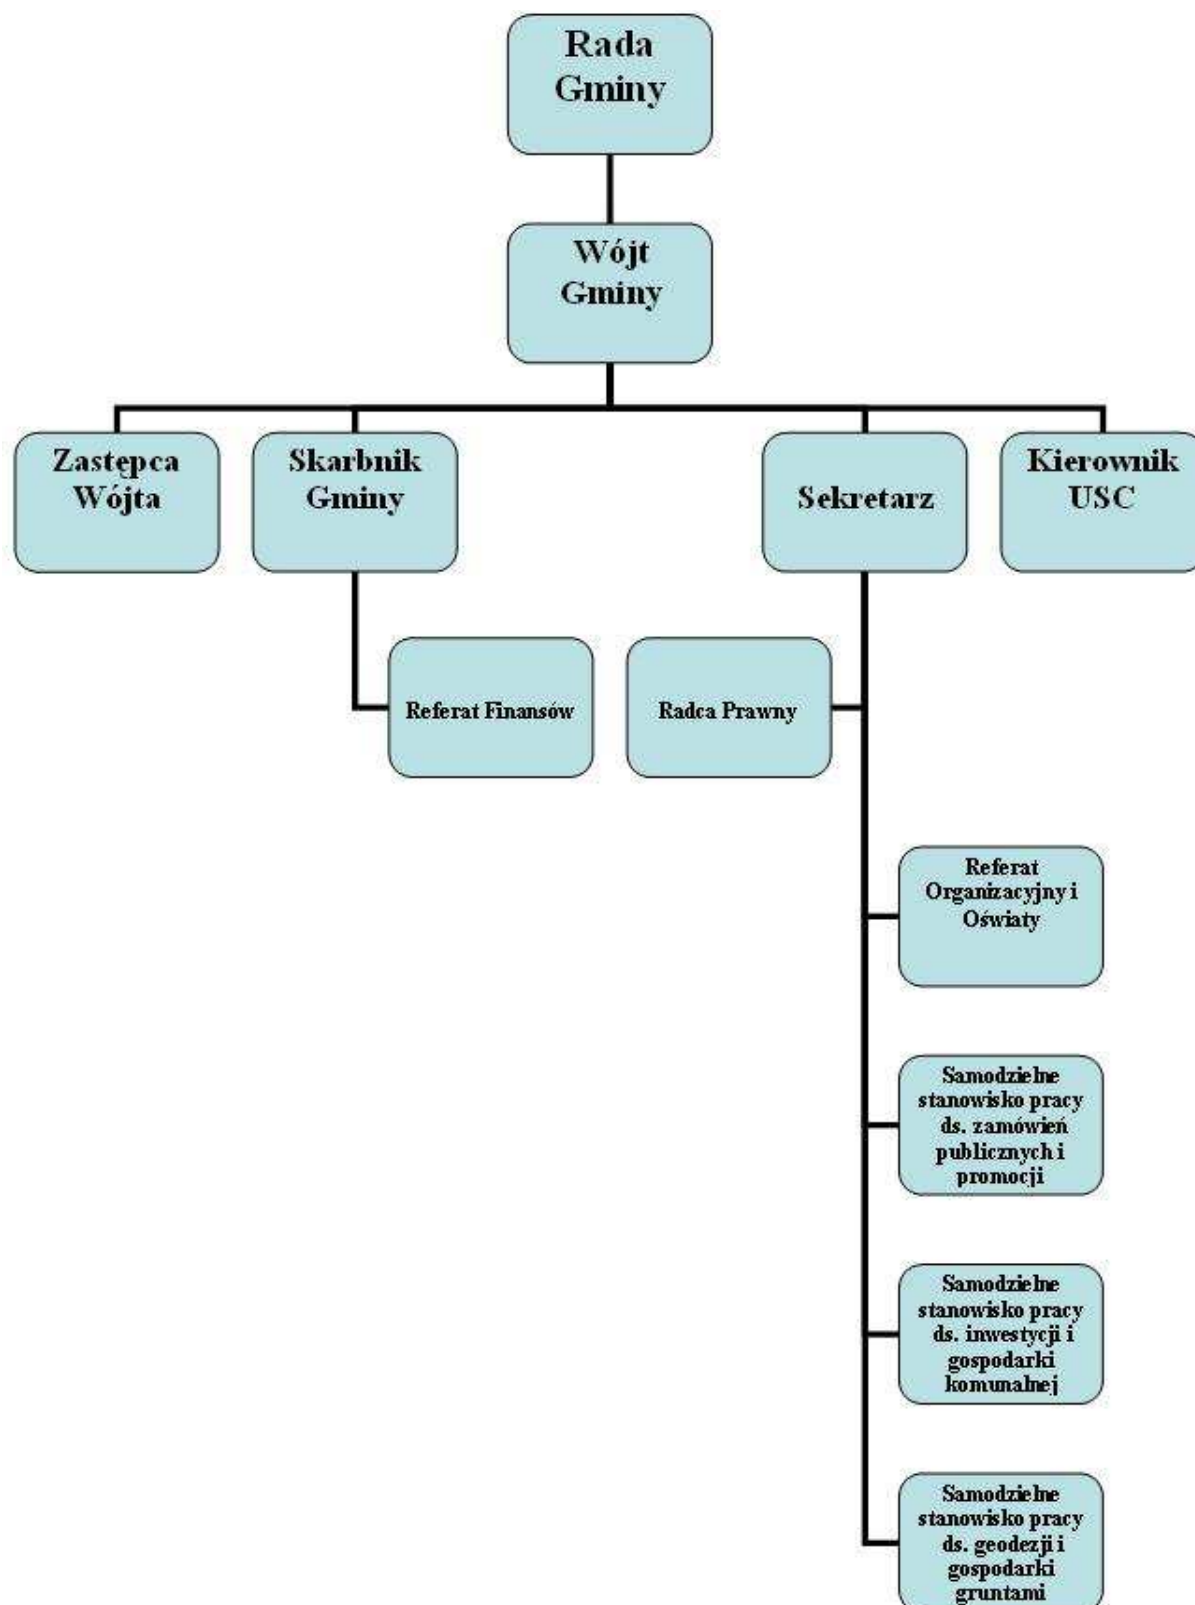 Rada
Gminy
Wójt
Gminy
Zastępca
Wójta
Skarbnik
Gminy
Sekretarz
Kierownik
USC
Referat Finansów
Radca Prawny
Referat
Organizacyjny i
Oświaty
Samodzielne
stanowisko pracy
ds. zamówień
publicznych i
promocji
Samodzielne
stanowisko pracy
ds. inwestycji i
gospodarki
komunalnej
Samodzielne
stanowisko pracy
ds. geodezji i
gospodarki
gruntami